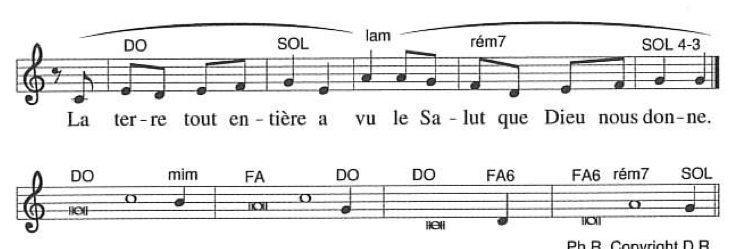 DO SOL lam rém7 SOL 4-3
La ter-re tout en-tière a vu le Sa-lut que Dieu nous don-ne.
DO mim FA DO DO FA6 FA6 rém7 SOL
Ph.R. Copyright D.R.